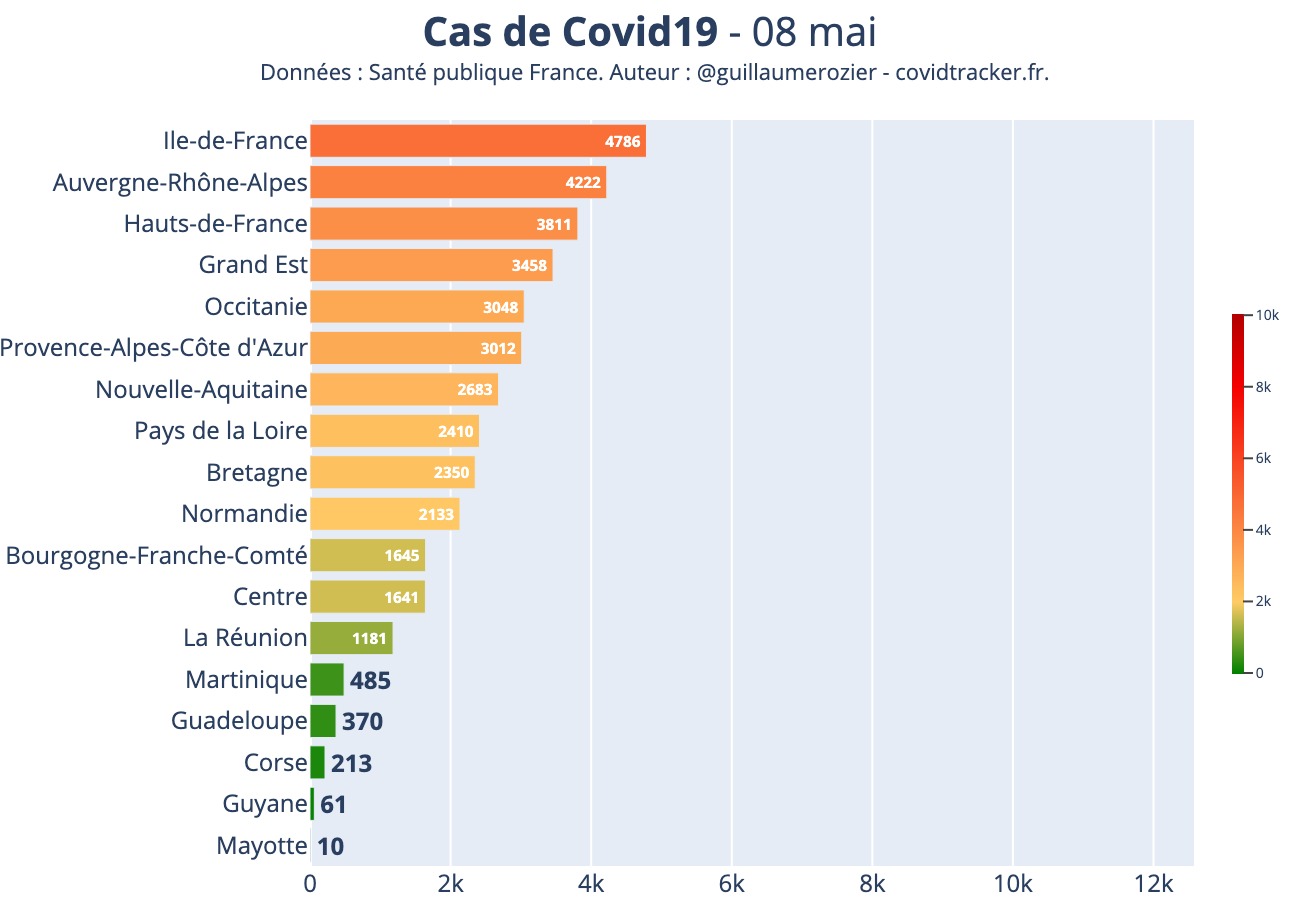 Cas de Covid19 - 08 mai
Données : Santé publique France. Auteur : @guillaumerozier - covidtracker.fr.
Ile-de-France 4786
Auvergne-Rhône-Alpes 4222
Hauts-de-France 3811
Grand Est 3458
Occitanie 3048
Provence-Alpes-Côte d'Azur 3012
Nouvelle-Aquitaine 2683
Pays de la Loire 2410
Bretagne 2350
Normandie 2133
Bourgogne-Franche-Comté 1645
Centre 1641
La Réunion 1181
Martinique 485
Guadeloupe 370
Corse 213
Guyane 61
Mayotte 10
0 2k 4k 6k 8k 10k 12k
10k
8k
6k
4k
2k
0